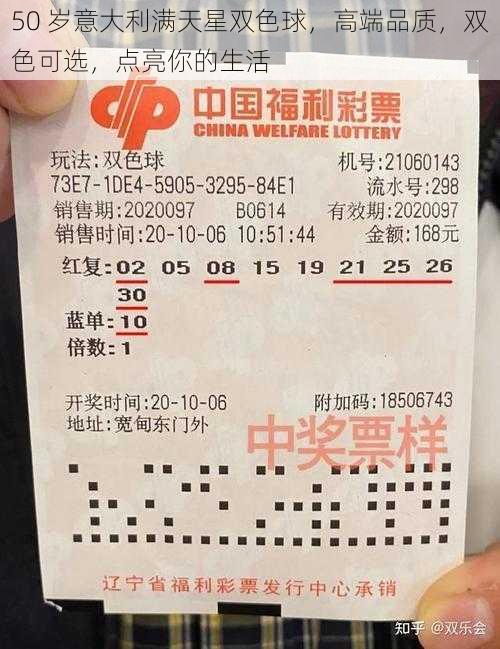 50 岁意大利满天星双色球，高端品质，双
色可选，点亮你的生活
中国福利彩票
CHINA WELFARE LOTTERY
玩法:双色球 机号:21060143
73E7-1DE4-5905-3295-84E1 流水号:298
销售期:2020097 B0614 有效期:2020097
销售时间:20-10-06 10:51:44 金额:168元
红复:02 05 08 15 19 21 25 26
30
蓝单:10
倍数:1
开奖时间:20-10-06 附加码:18506743
地址:宽甸东门外
中奖票样
辽宁省福利彩票发行中心承销
知乎 @双乐会